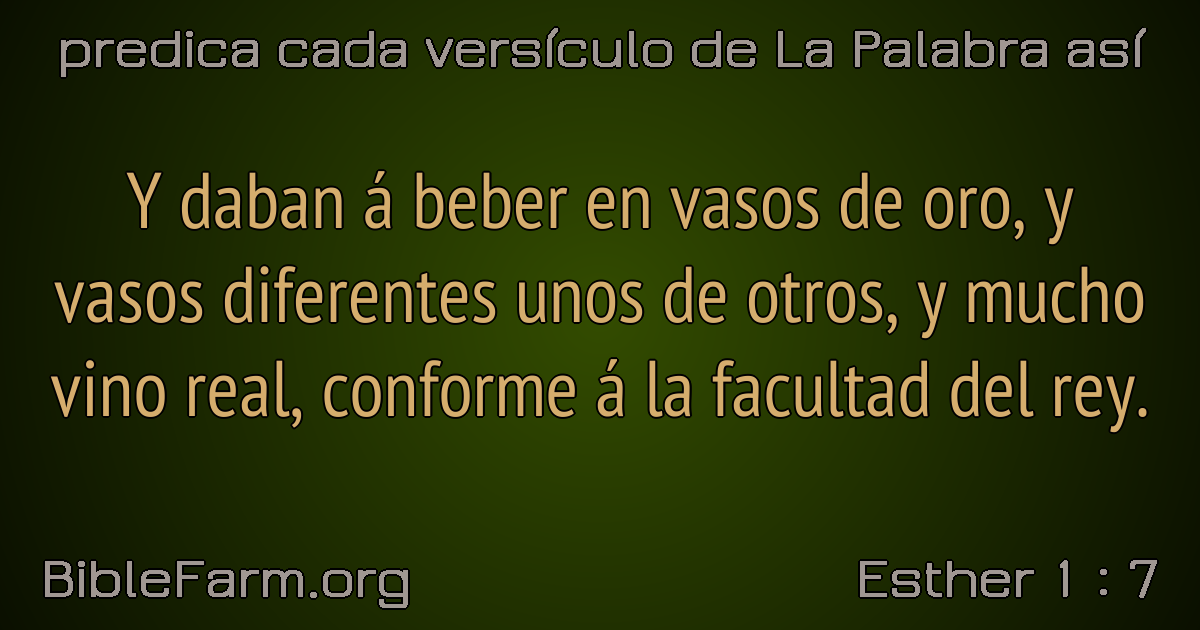 predica cada versículo de La Palabra así
Y daban á beber en vasos de oro, y
vasos diferentes unos de otros, y mucho
vino real, conforme á la facultad del rey.
BibleFarm.org
Esther 1 : 7